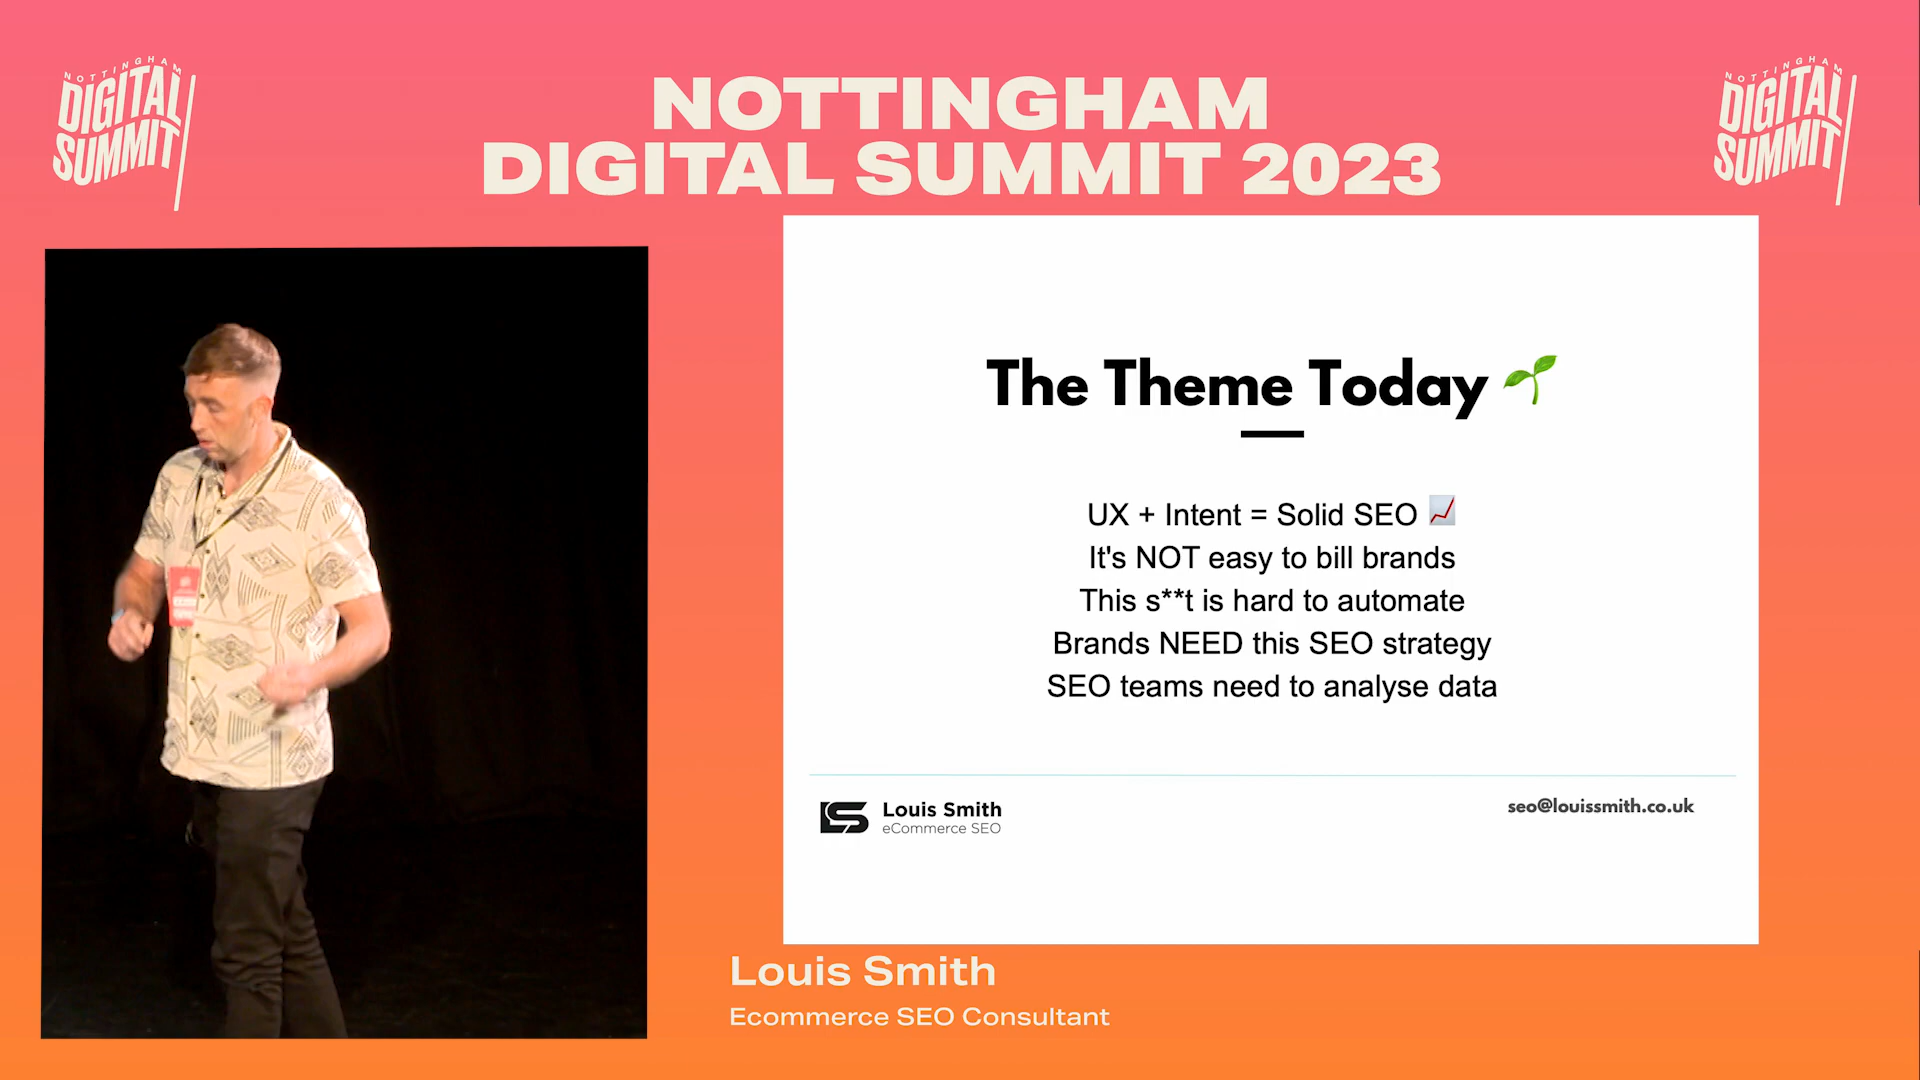 NOTTINGHAM
DIGITAL
SUMMIT
NOTTINGHAM
DIGITAL SUMMIT 2023
NOTTINGHAM
DIGITAL
SUMMIT
The Theme Today 🌱
UX + Intent = Solid SEO 📈
It's NOT easy to bill brands
This s**t is hard to automate
Brands NEED this SEO strategy
SEO teams need to analyse data
LS Louis Smith
eCommerce SEO
seo@louissmith.co.uk
Louis Smith
Ecommerce SEO Consultant